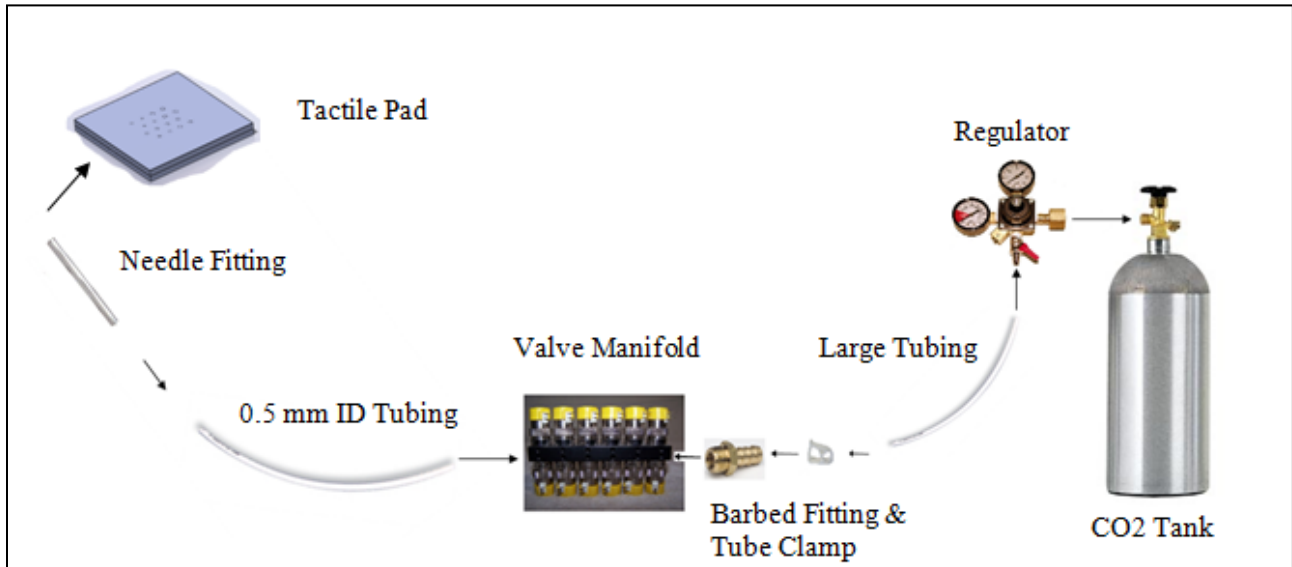 Tactile Pad
Regulator
Needle Fitting
Valve Manifold
Large Tubing
0.5 mm ID Tubing
Barbed Fitting &
Tube Clamp
CO2 Tank